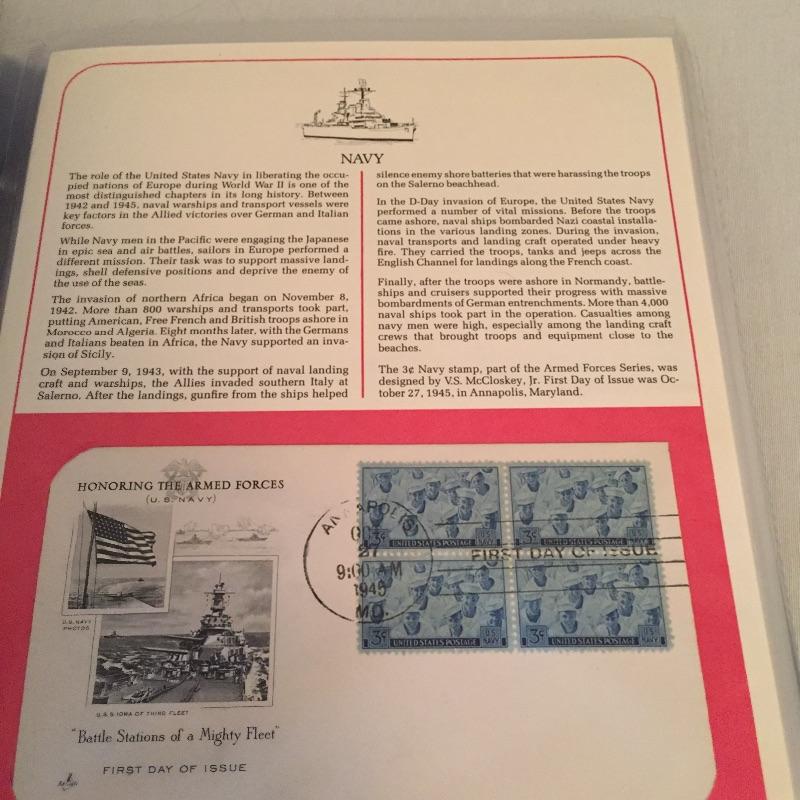 NAVY
The role of the United States Navy in liberating the occu-
pied nations of Europe during World War II is one of the
most distinguished chapters in its long history. Between
1942 and 1945, naval warships and transport vessels were
key factors in the Allied victories over German and Italian
forces.
While Navy men in the Pacific were engaging the Japanese
in epic sea and air battles, sailors in Europe performed a
different mission. Their task was to support massive land-
ings, shell defensive positions and deprive the enemy of
the use of the seas.
The invasion of northern Africa began on November 8,
1942. More than 800 warships and transports took part,
putting American, Free French and British troops ashore in
Morocco and Algeria. Eight months later, with the Germans
and Italians beaten in Africa, the Navy supported an inva-
sion of Sicily.
On September 9, 1943, with the support of naval landing
craft and warships, the Allies invaded southern Italy at
Salerno. After the landings, gunfire from the ships helped
silence enemy shore batteries that were harassing the troops
on the Salerno beachhead.
In the D-Day invasion of Europe, the United States Navy
performed a number of vital missions. Before the troops
came ashore, naval ships bombarded Nazi coastal installa-
tions in the various landing zones. During the invasion,
naval transports and landing craft operated under heavy
fire. They carried the troops, tanks and jeeps across the
English Channel for landings along the French coast.
Finally, after the troops were ashore in Normandy, battle-
ships and cruisers supported their progress with massive
bombardments of German entrenchments. More than 4,000
naval ships took part in the operation. Casualties among
navy men were high, especially among the landing craft
crews that brought troops and equipment close to the
beaches.
The 3¢ Navy stamp, part of the Armed Forces Series, was
designed by V.S. McCloskey, Jr. First Day of Issue was Oc-
tober 27, 1945, in Annapolis, Maryland.
HONORING THE ARMED FORCES
(U.S. NAVY)
U.S. NAVY
PHOTOS
U.S.S. IOWA OF THIRD FLEET
"Battle Stations of a Mighty Fleet"
FIRST DAY OF ISSUE
ANNAPOLIS
27
9:00 AM
1945
MD.
FIRST DAY OF ISSUE
3¢ UNITED STATES POSTAGE U.S. NAVY
3¢ UNITED STATES POSTAGE
3¢ UNITED STATES POSTAGE U.S. NAVY
3¢ UNITED STATES POSTAGE U.S. NAVY